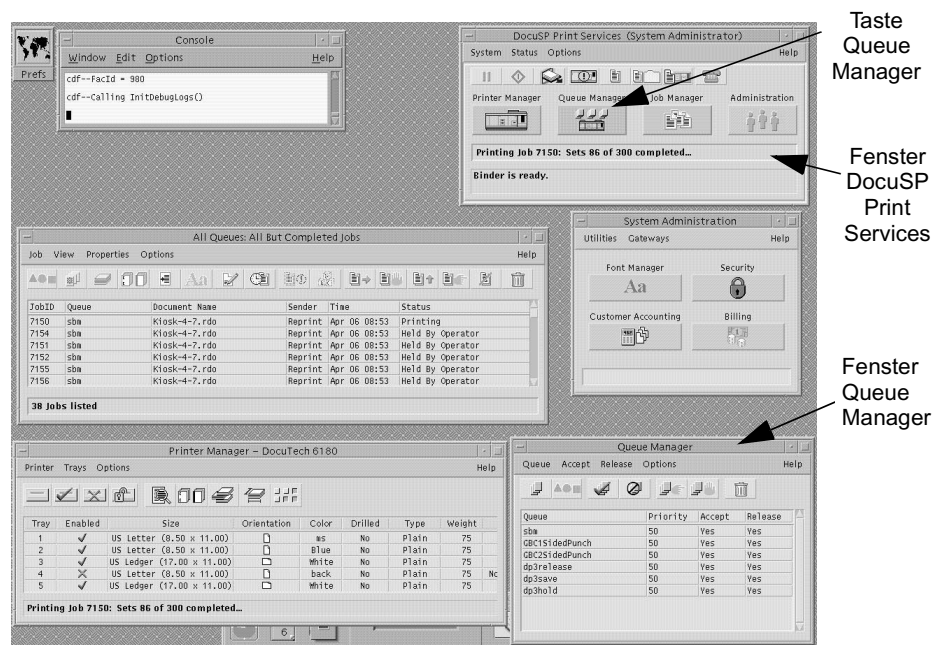 Taste
Queue
Manager
Fenster
DocuSP
Print
Services
Fenster
Queue
Manager
Prefs
Console
Window Edit Options Help
cdf--FacId = 980
cdf--Calling InitDebugLogs()
DocuSP Print Services (System Administrator)
System Status Options Help
Printer Manager Queue Manager Job Manager Administration
Printing Job 7150: Sets 86 of 300 completed...
Binder is ready.
System Administration
Utilities Gateways Help
Font Manager Security
Aa
Customer Accounting Billing
All Queues: All But Completed Jobs
Job View Properties Options Help
Aa
JobID Queue Document Name Sender Time Status
7150 sbm Kiosk-4-7.rdo Reprint Apr 06 08:53 Printing
7154 sbm Kiosk-4-7.rdo Reprint Apr 06 08:53 Held By Operator
7151 sbm Kiosk-4-7.rdo Reprint Apr 06 08:53 Held By Operator
7152 sbm Kiosk-4-7.rdo Reprint Apr 06 08:53 Held By Operator
7155 sbm Kiosk-4-7.rdo Reprint Apr 06 08:53 Held By Operator
7156 sbm Kiosk-4-7.rdo Reprint Apr 06 08:53 Held By Operator
38 Jobs listed
Printer Manager – DocuTech 6180
Printer Trays Options Help
Tray Enabled Size Orientation Color Drilled Type Weight
1 US Letter (8.50 x 11.00) ms No Plain 75
2 US Letter (8.50 x 11.00) Blue No Plain 75
3 US Ledger (17.00 x 11.00) White No Plain 75
4 US Letter (8.50 x 11.00) back No Plain 75 Nc
5 US Ledger (17.00 x 11.00) White No Plain 75
Printing Job 7150: Sets 86 of 300 completed...
6
Queue Manager
Queue Accept Release Options Help
Queue Priority Accept Release
sbm 50 Yes Yes
GBC1SidedPunch 50 Yes Yes
GBC2SidedPunch 50 Yes Yes
dp3release 50 Yes Yes
dp3save 50 Yes Yes
dp3hold 50 Yes Yes